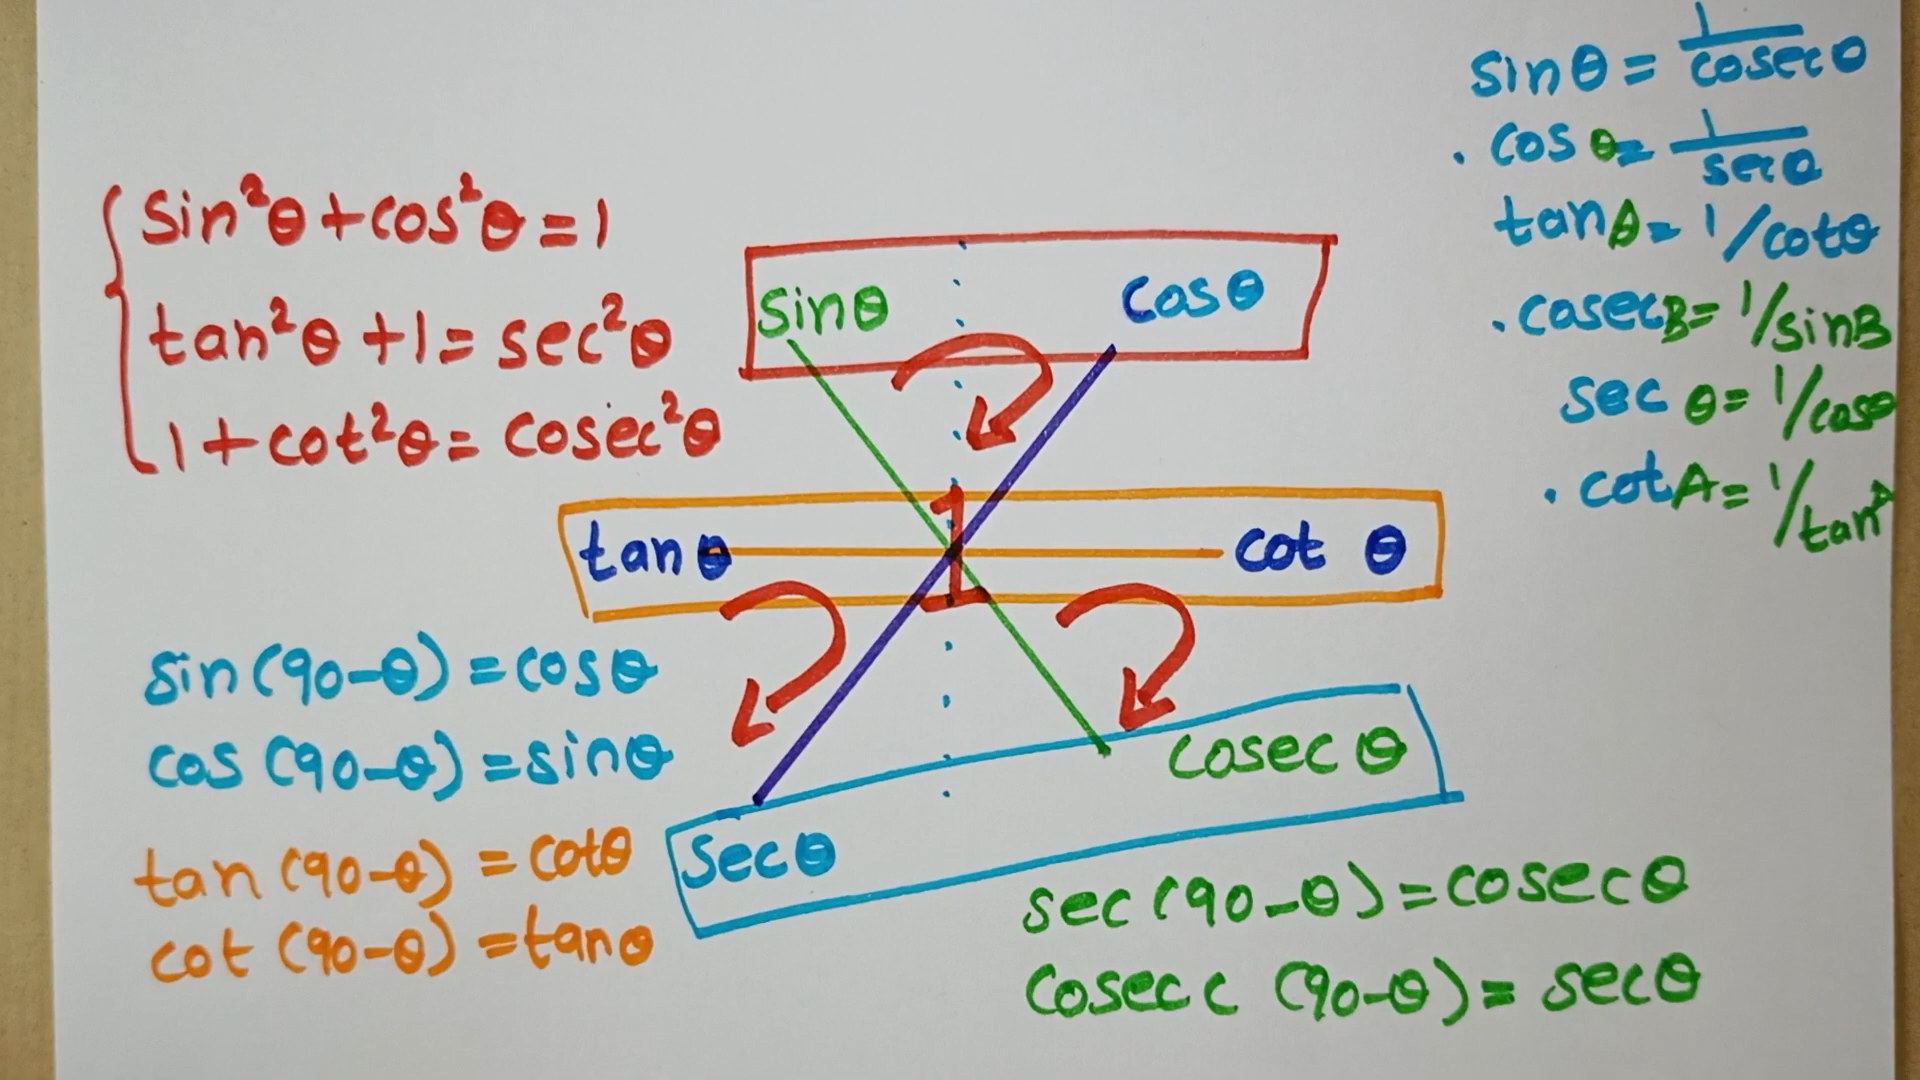 sin²θ+cos²θ=1
tan²θ+1=sec²θ
1+cot²θ=cosec²θ
sinθ cosθ
1
tanθ cot θ
secθ cosec θ
sinθ = 1/cosecθ
. cos θ= 1/secθ
tanθ= 1/cotθ
. cosecB= 1/sinB
sec θ= 1/cosθ
. cotA= 1/tanA
sin(90-θ)=cosθ
cos(90-θ)=sinθ
tan(90-θ)=cotθ
cot(90-θ)=tanθ
sec(90-θ)=cosecθ
cosecc (90-θ)= secθ